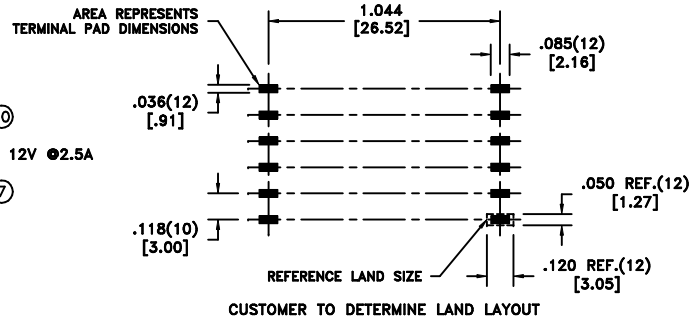 AREA REPRESENTS
TERMINAL PAD DIMENSIONS
1.044
[26.52]
.085(12)
[2.16]
.036(12)
[.91]
12V @2.5A
7
.050 REF.(12)
[1.27]
.118(10)
[3.00]
REFERENCE LAND SIZE
.120 REF.(12)
[3.05]
CUSTOMER TO DETERMINE LAND LAYOUT